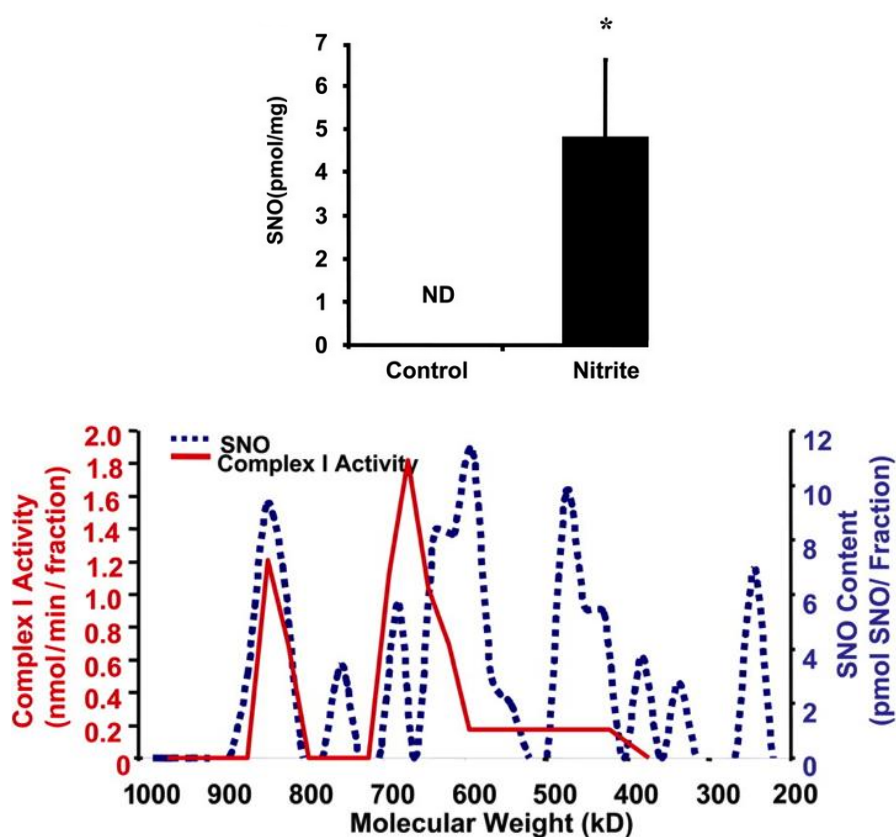 *
7
6
5
4
3
2
1
0
SNO(pmol/mg)
ND
Control Nitrite
SNO
Complex I Activity
2.0
1.8
1.6
1.4
1.2
1.0
0.8
0.6
0.4
0.2
0
Complex I Activity
(nmol/min / fraction)
12
10
8
6
4
2
0
SNO Content
(pmol SNO/ Fraction)
1000 900 800 700 600 500 400 300 200
Molecular Weight (kD)